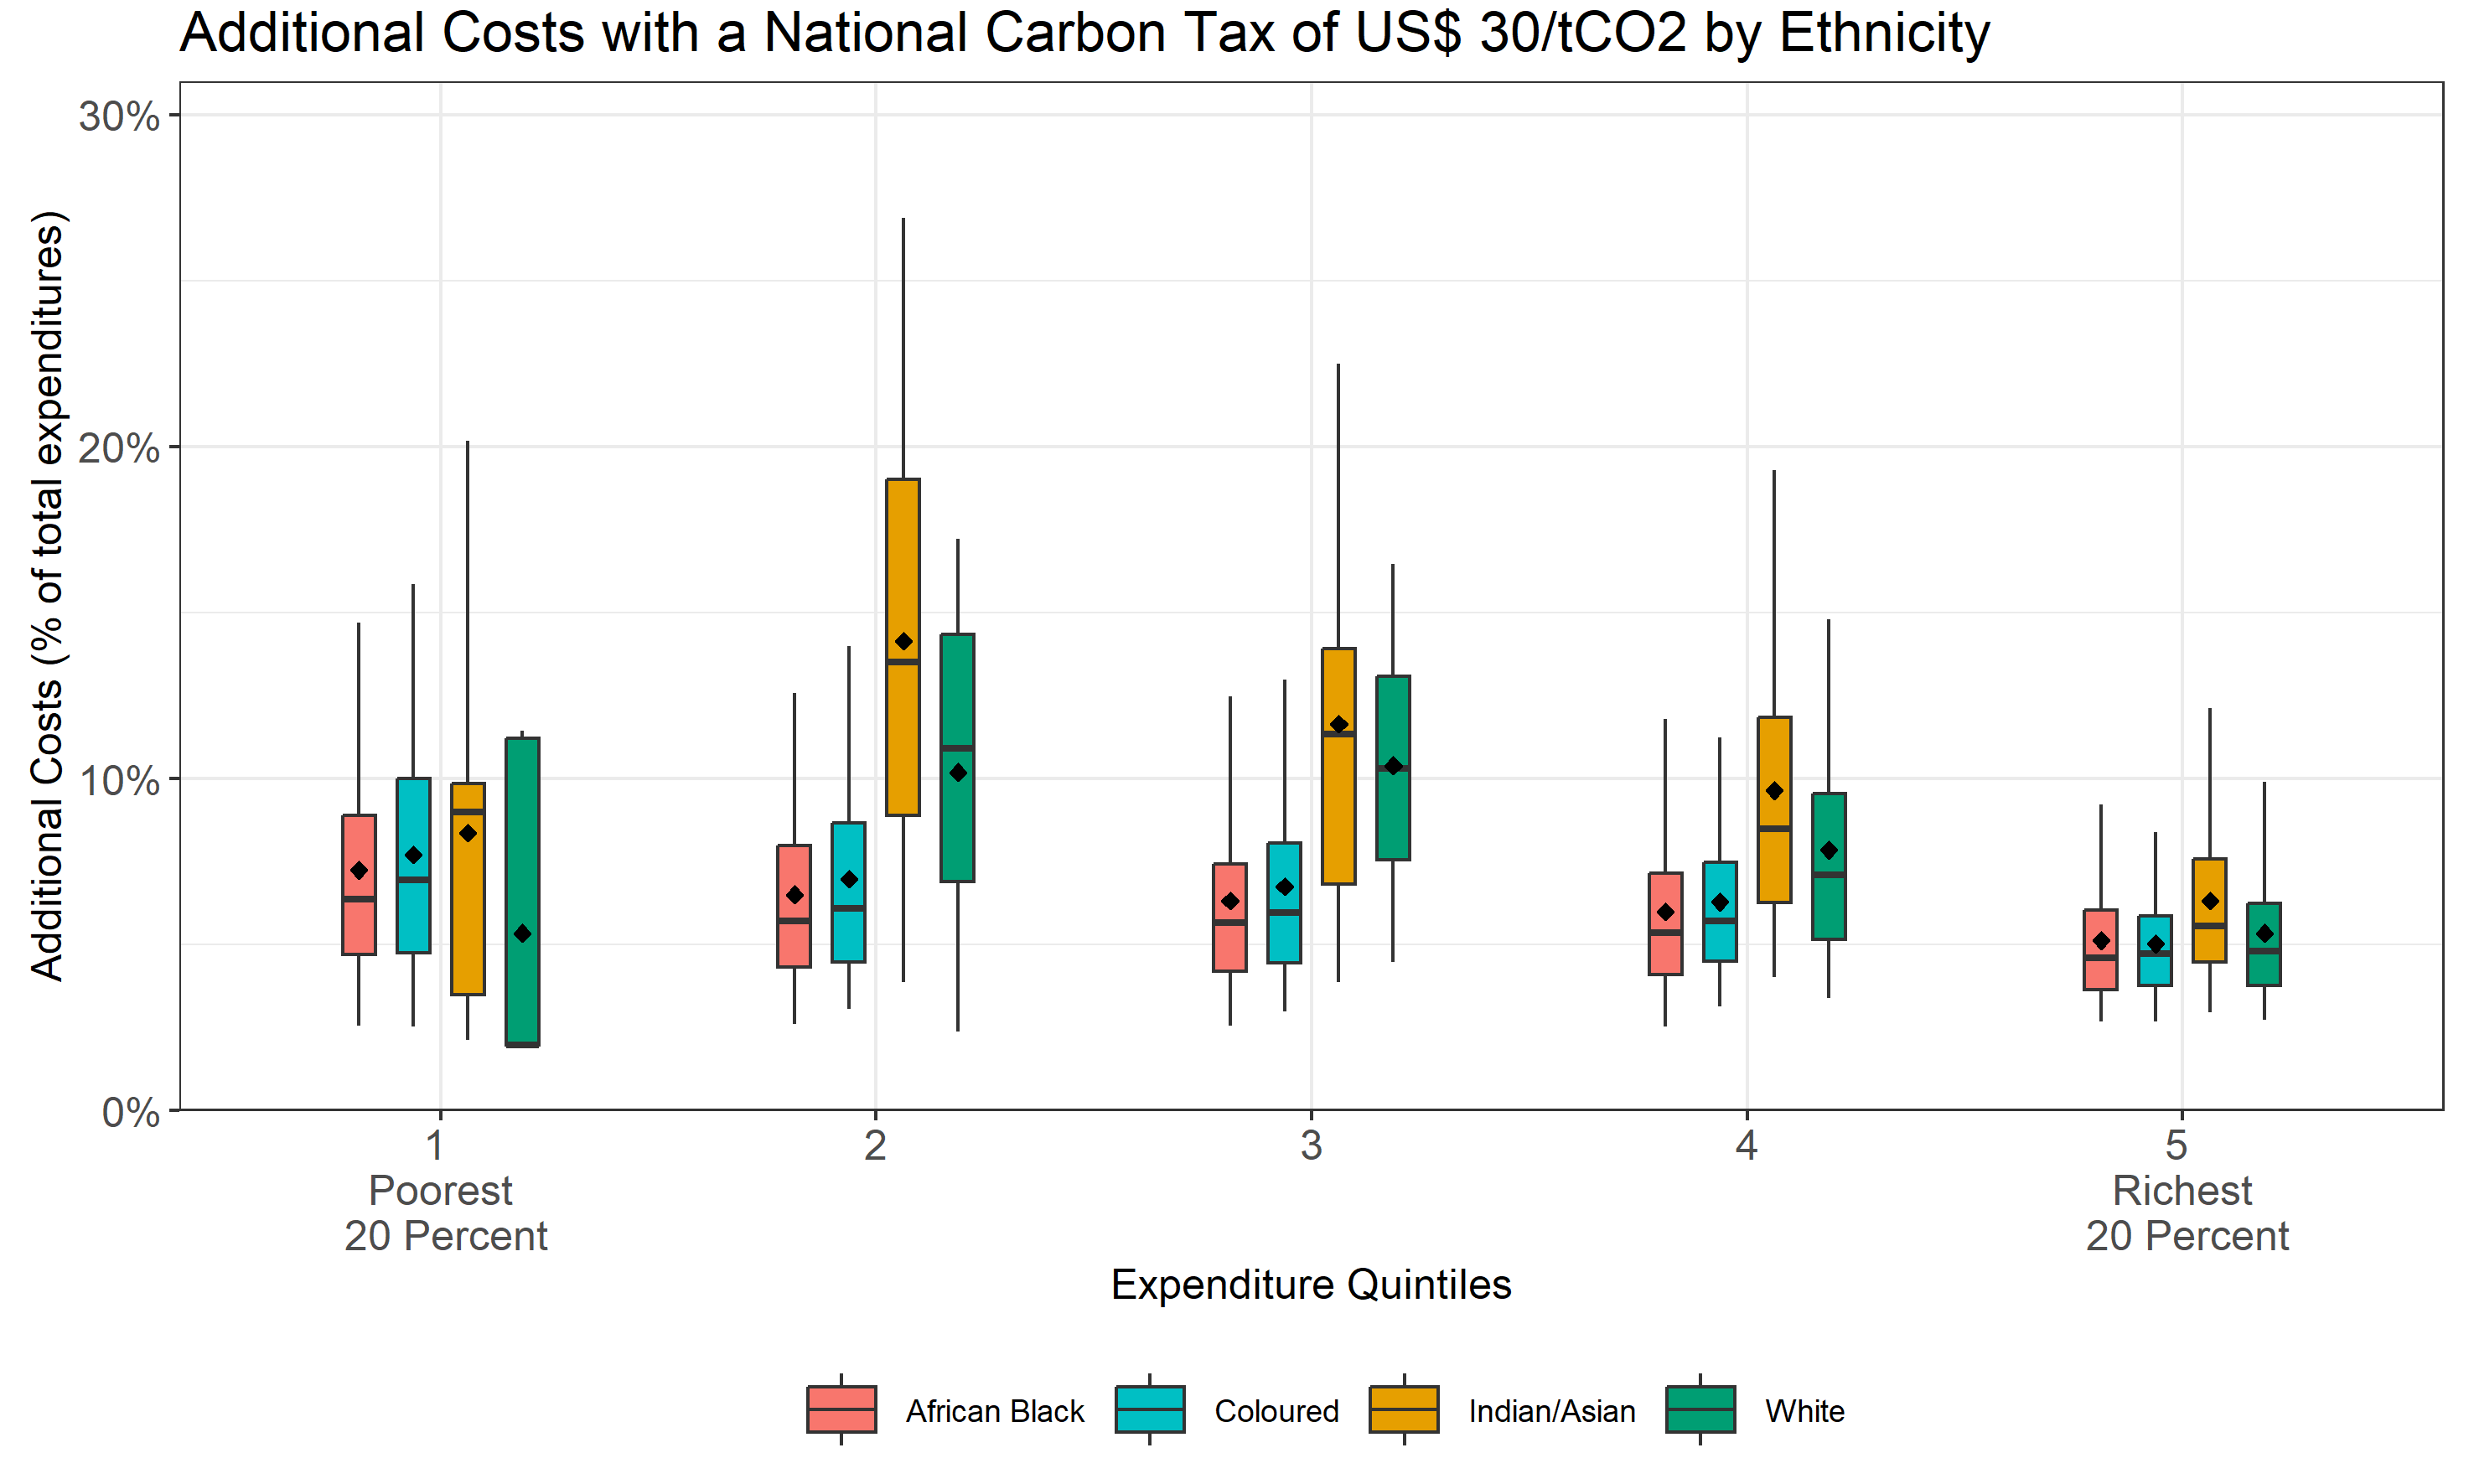 Additional Costs with a National Carbon Tax of US$ 30/tCO2 by Ethnicity
Additional Costs (% of total expenditures)
30%
20%
10%
0%
1
Poorest
20 Percent
2
3
4
5
Richest
20 Percent
Expenditure Quintiles
African Black
Coloured
Indian/Asian
White